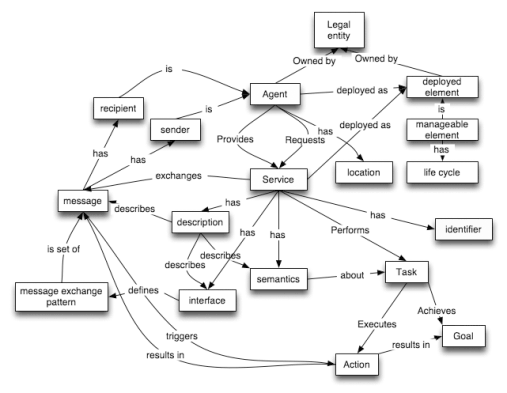 Legal
entity
Owned by
Owned by
is
Agent
deployed as
deployed
element
recipient
is
sender
is
manageable
element
Provides
Requests
has
deployed as
has
has
has
location
life cycle
exchanges
Service
message
describes
has
description
has
identifier
has
has
Performs
is set of
describes
describes
semantics
about
Task
message exchange
pattern
defines
interface
Executes
Achieves
triggers
results in
Goal
results in
Action